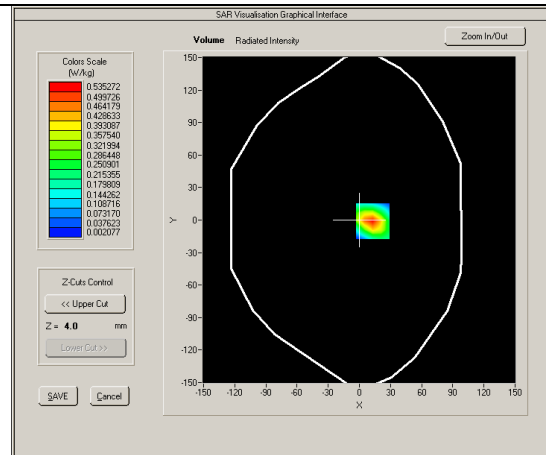 SAR Visualisation Graphical Interface
Volume Radiated Intensity
Zoom In/Out
Colors Scale
(W/kg)
0.535272
0.499726
0.464179
0.428633
0.393087
0.357540
0.321994
0.286448
0.250901
0.215355
0.179809
0.144262
0.108716
0.073170
0.037623
0.002077
Z-Cuts Control
<< Upper Cut
Z = 4.0 mm
Lower Cut >>
SAVE Cancel
150
120
90
60
30
0
-30
-60
-90
-120
-150
Y
-150 -120 -90 -60 -30 0 30 60 90 120 150
X